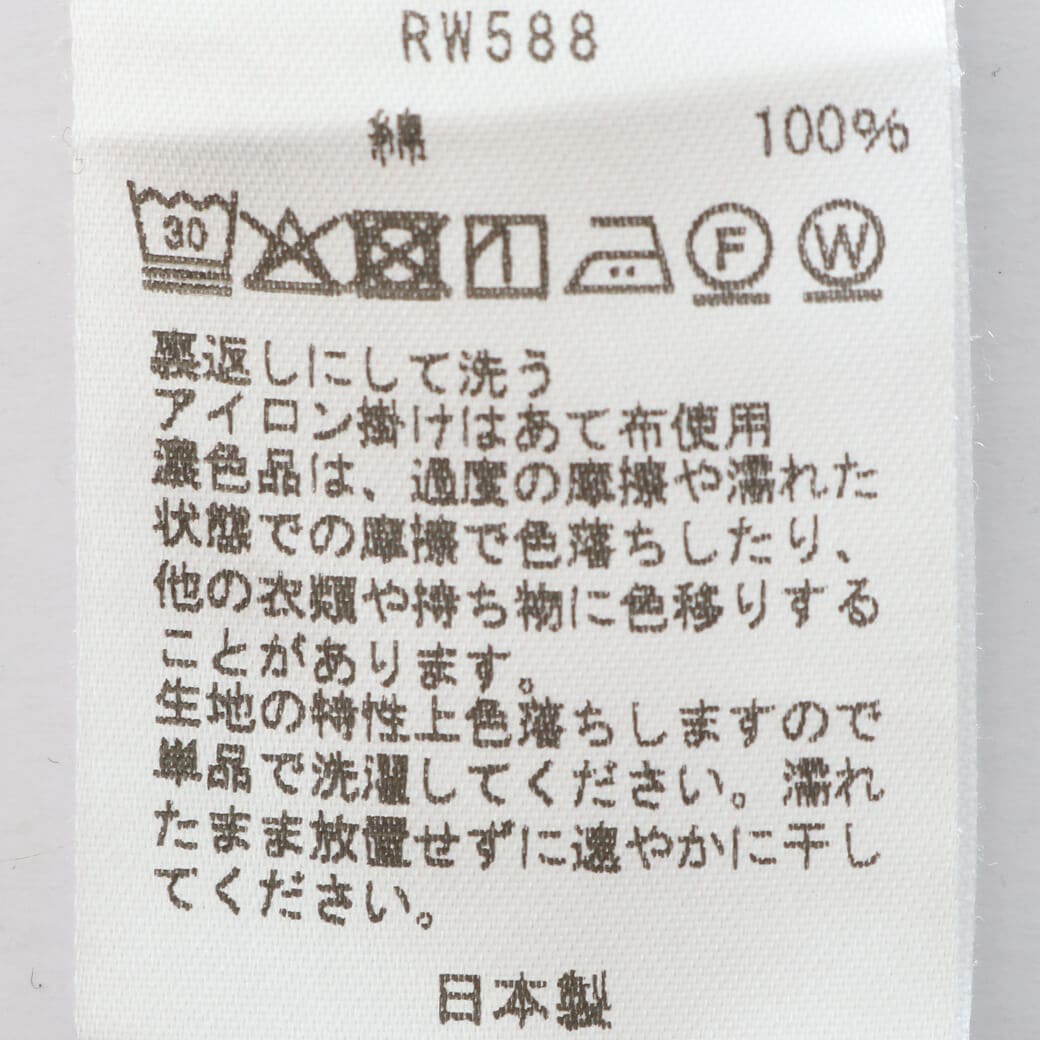 RW588
綿 100%
30 F W
裏返しにして洗う
アイロン掛けはあて布使用
濃色品は、過度の摩擦や濡れた
状態での摩擦で色落ちしたり、
他の衣類や持ち物に色移りする
ことがあります。
生地の特性上色落ちしますので
単品で洗濯してください。濡れ
たまま放置せずに速やかに干し
てください。
日本製